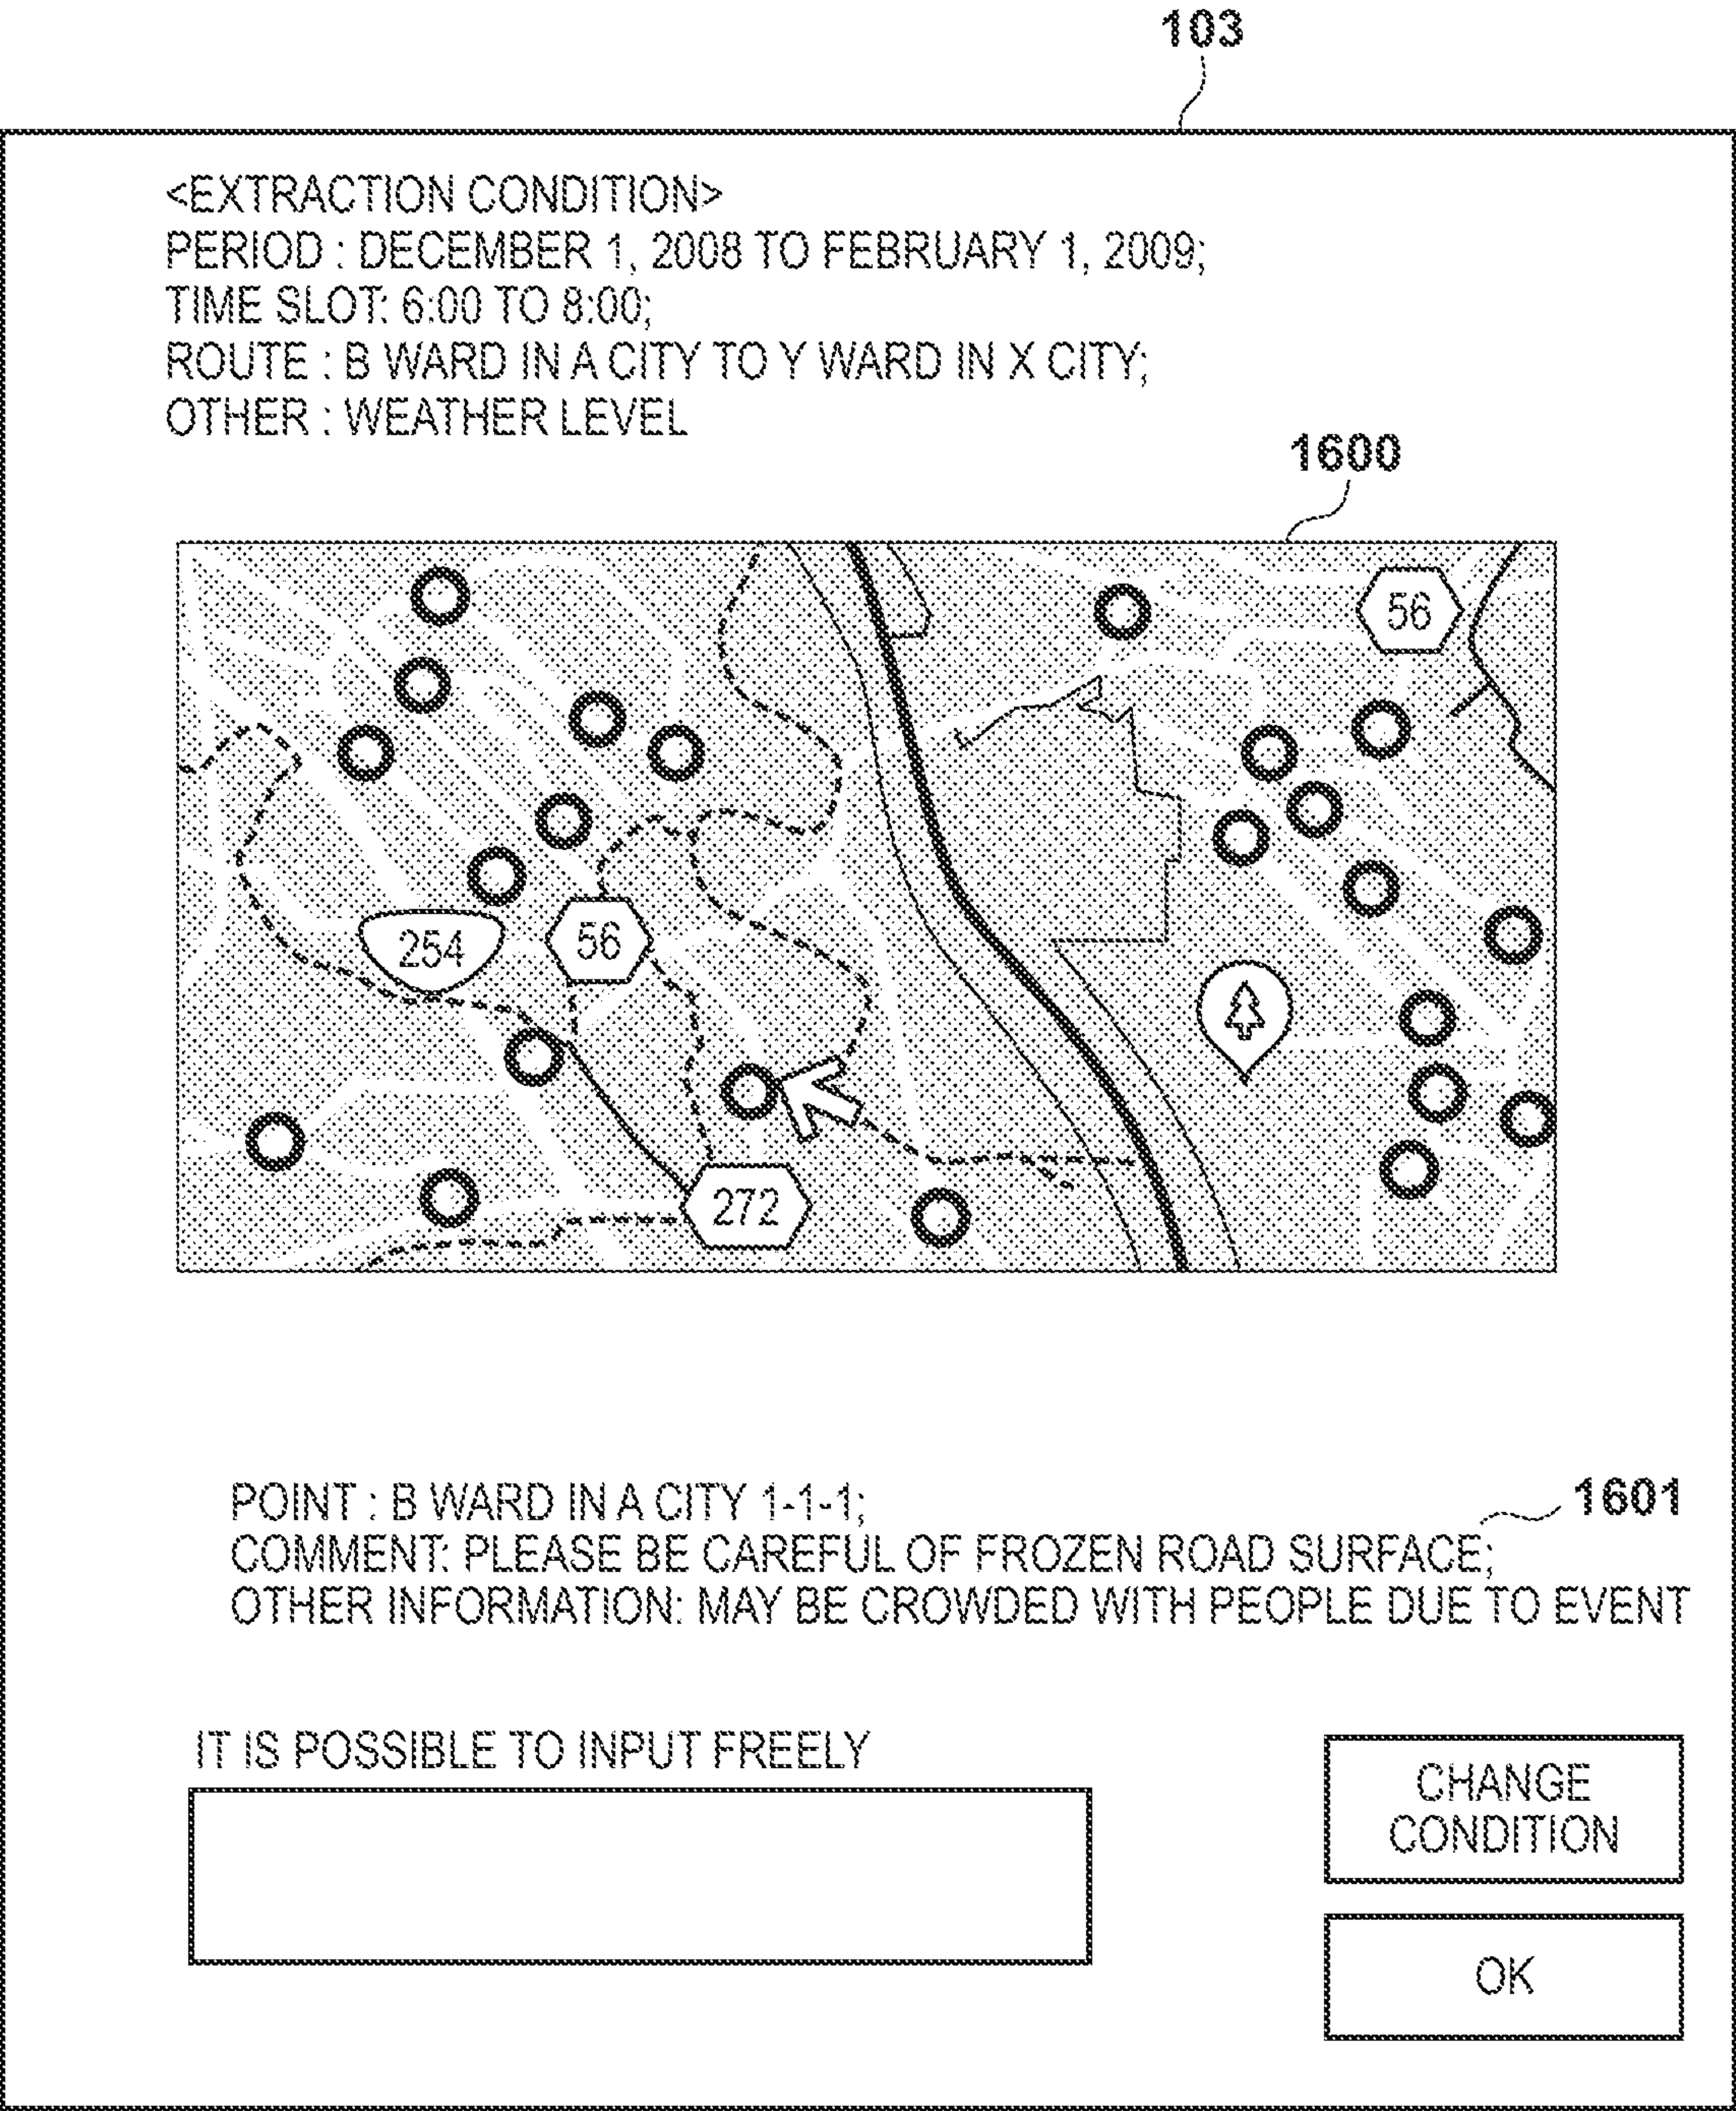 103
<EXTRACTION CONDITION>
PERIOD : DECEMBER 1, 2008 TO FEBRUARY 1, 2009;
TIME SLOT: 6:00 TO 8:00;
ROUTE : B WARD IN A CITY TO Y WARD IN X CITY;
OTHER : WEATHER LEVEL
1600
56
254
56
272
POINT : B WARD IN A CITY 1-1-1;
1601
COMMENT: PLEASE BE CAREFUL OF FROZEN ROAD SURFACE;
OTHER INFORMATION: MAY BE CROWDED WITH PEOPLE DUE TO EVENT
IT IS POSSIBLE TO INPUT FREELY
CHANGE
CONDITION
OK